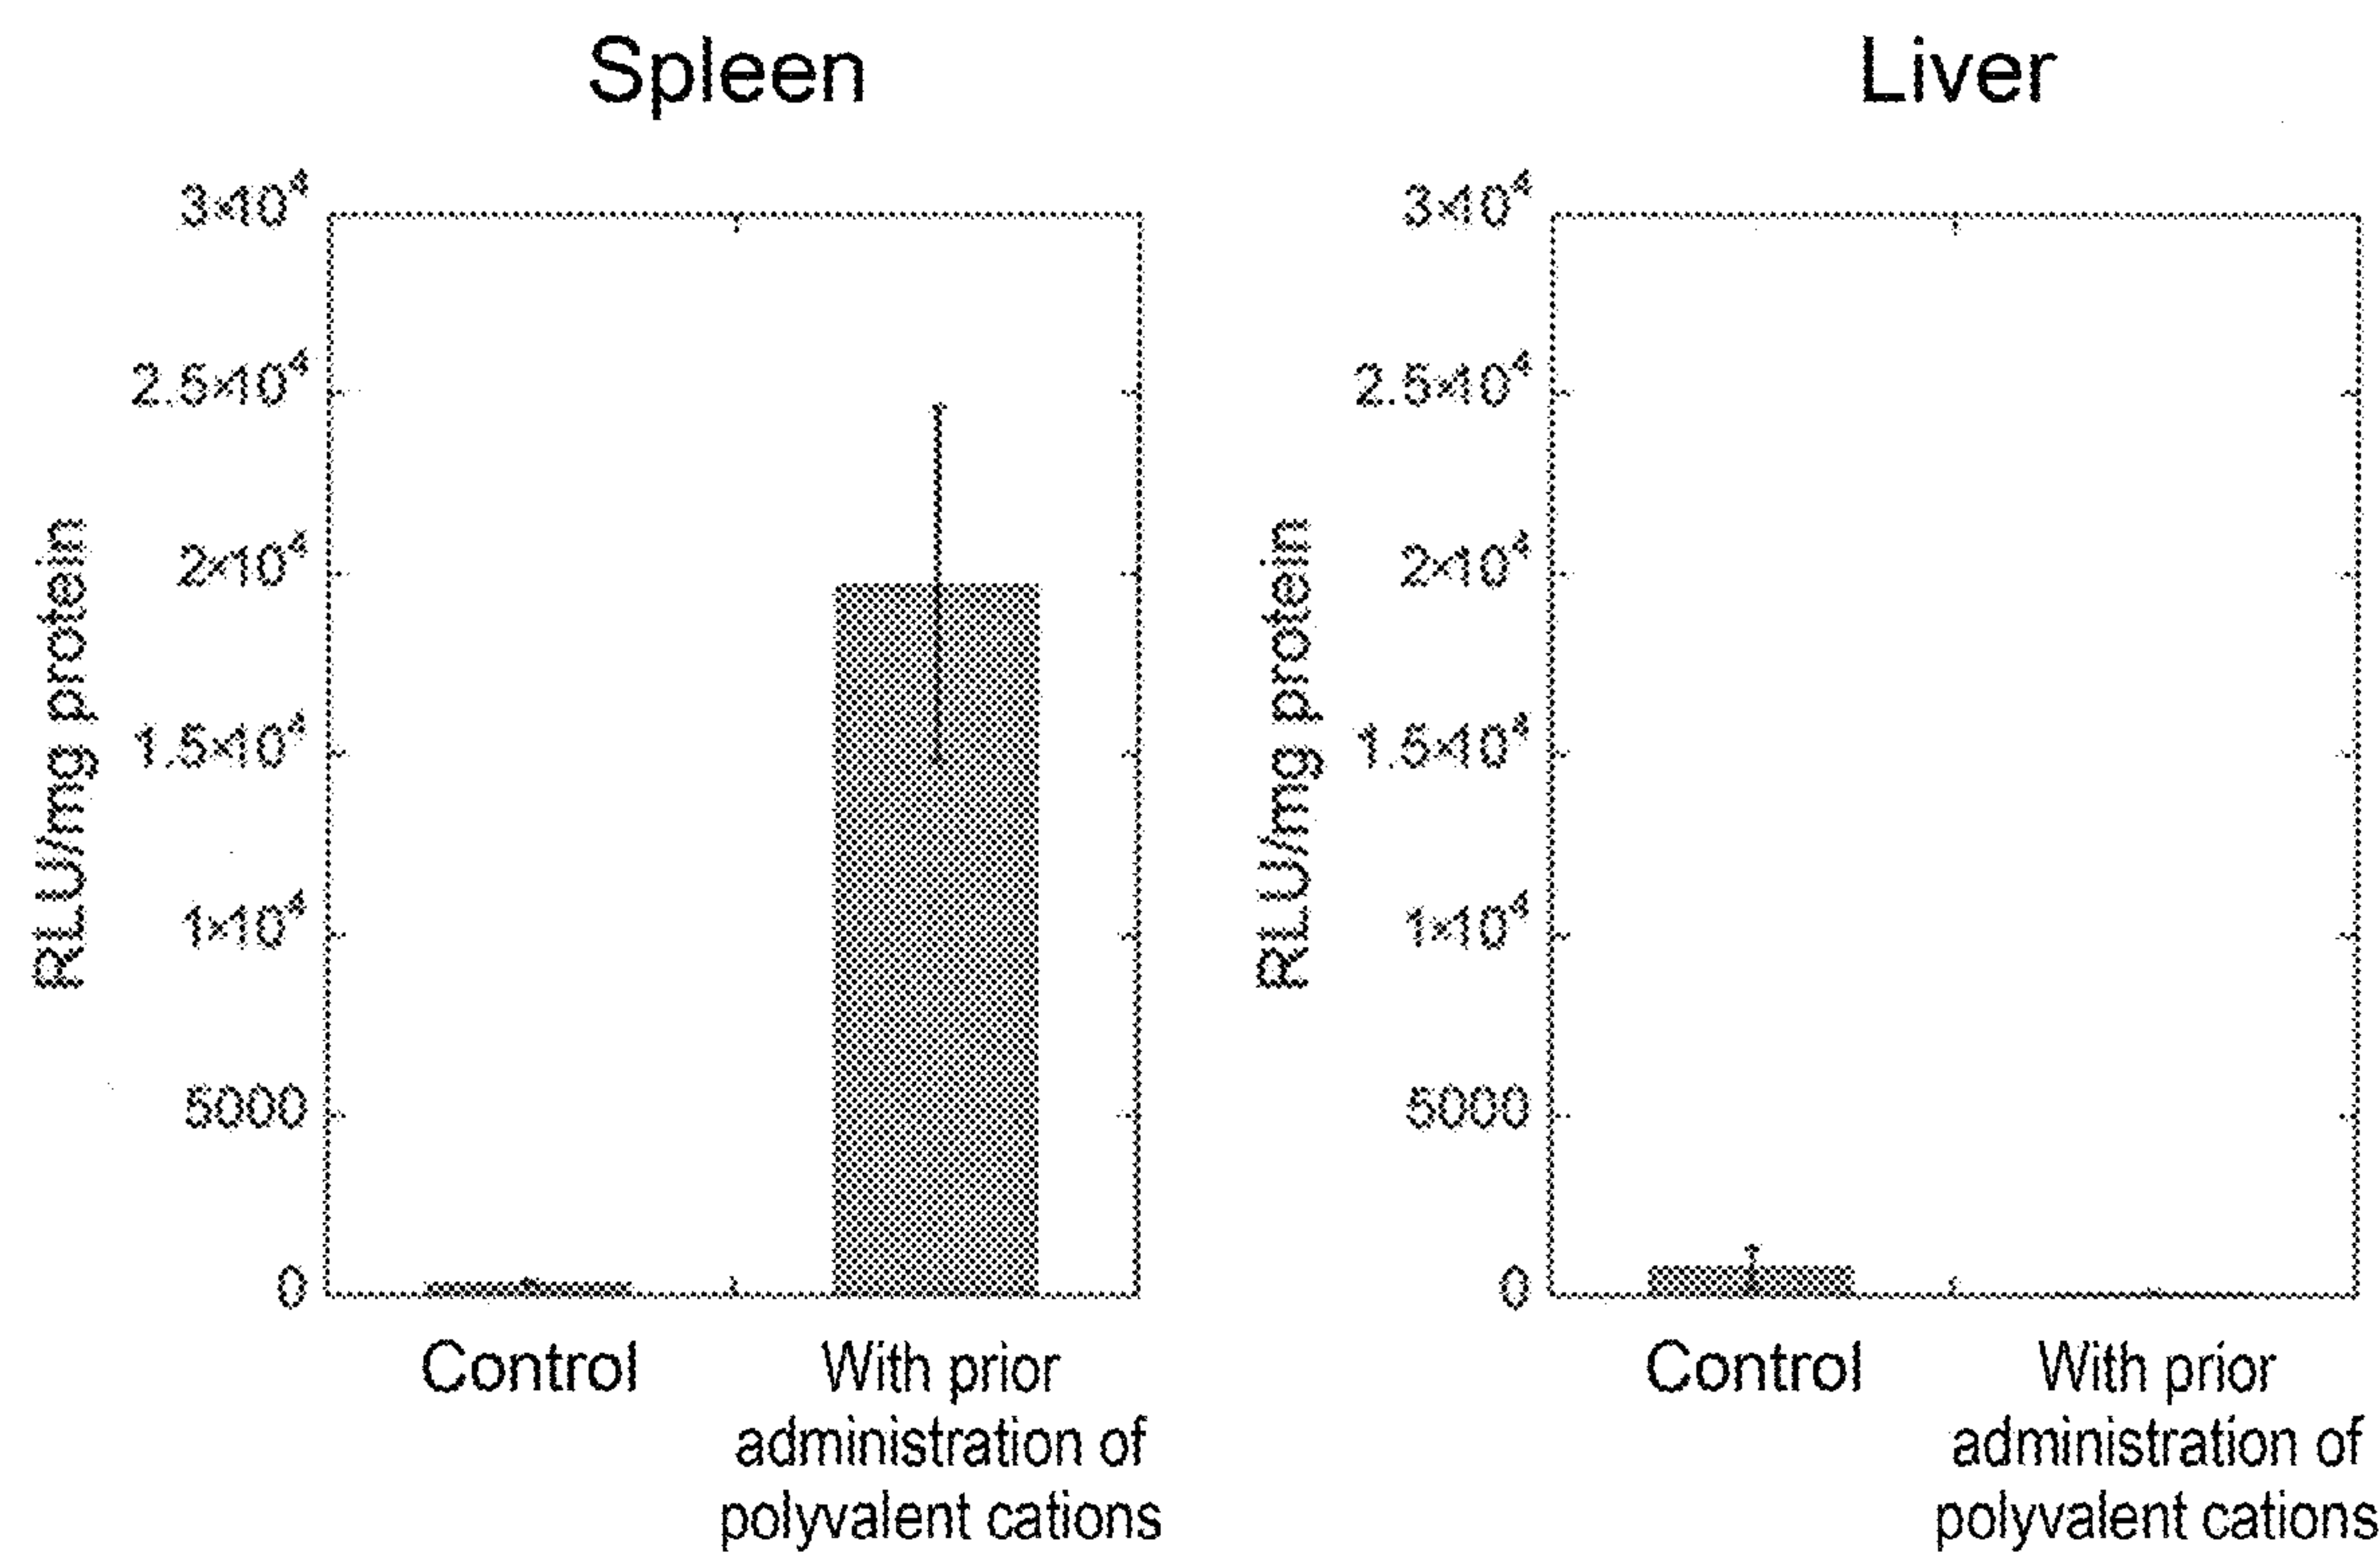 Spleen
3×10⁴
2.5×10⁴
2×10⁴
1.5×10⁴
1×10⁴
5000
0
RLU/mg protein
Control
With prior
administration of
polyvalent cations
Liver
3×10⁴
2.5×10⁴
2×10⁴
1.5×10⁴
1×10⁴
5000
0
RLU/mg protein
Control
With prior
administration of
polyvalent cations